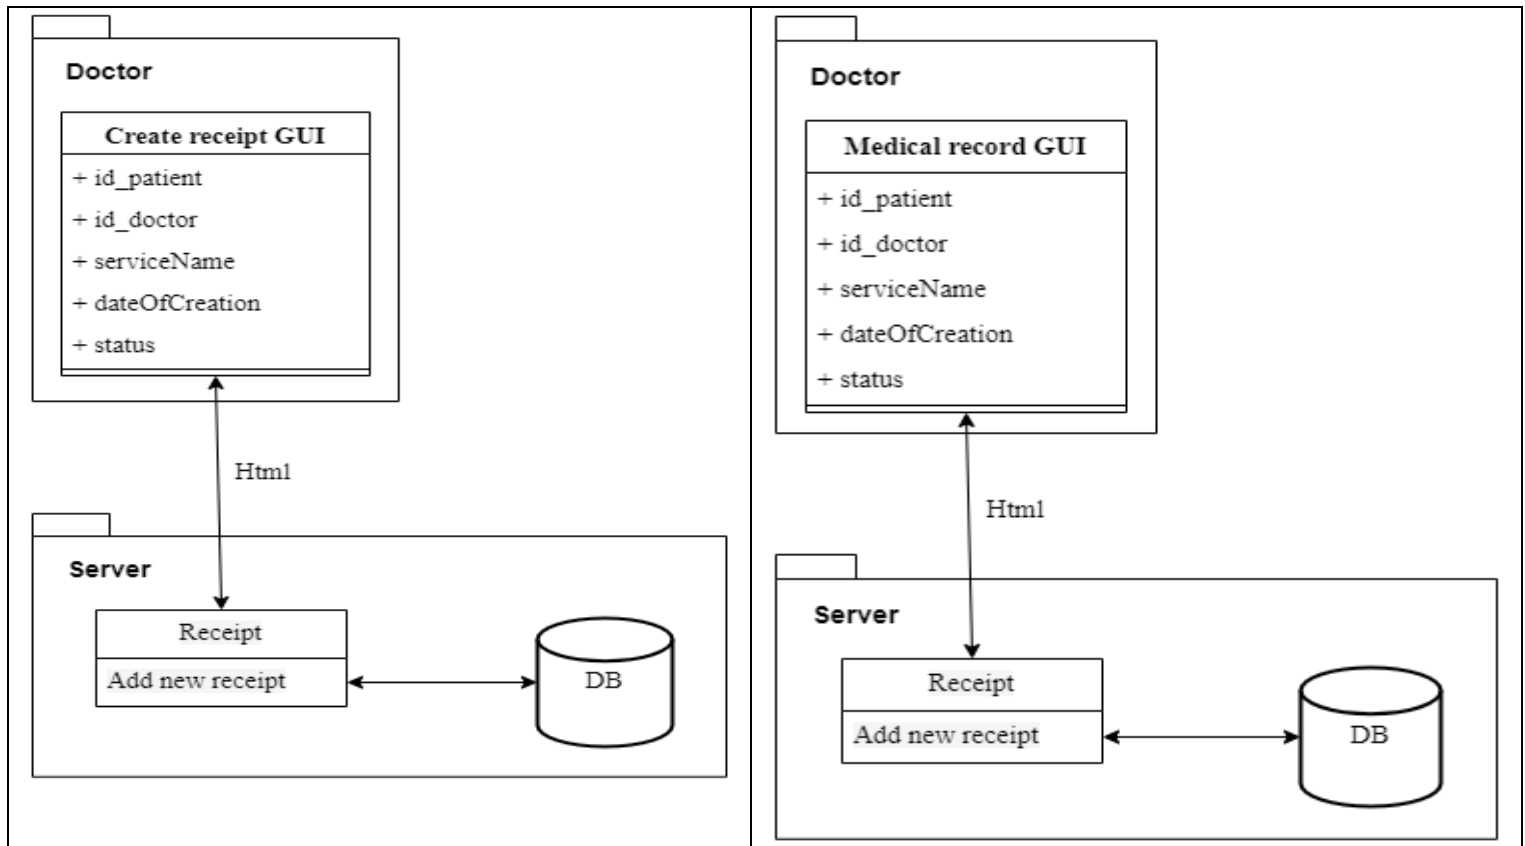 Doctor
Create receipt GUI
+ id_patient
+ id_doctor
+ serviceName
+ dateOfCreation
+ status
Html
Server
Receipt
Add new receipt
DB
Doctor
Medical record GUI
+ id_patient
+ id_doctor
+ serviceName
+ dateOfCreation
+ status
Html
Server
Receipt
Add new receipt
DB